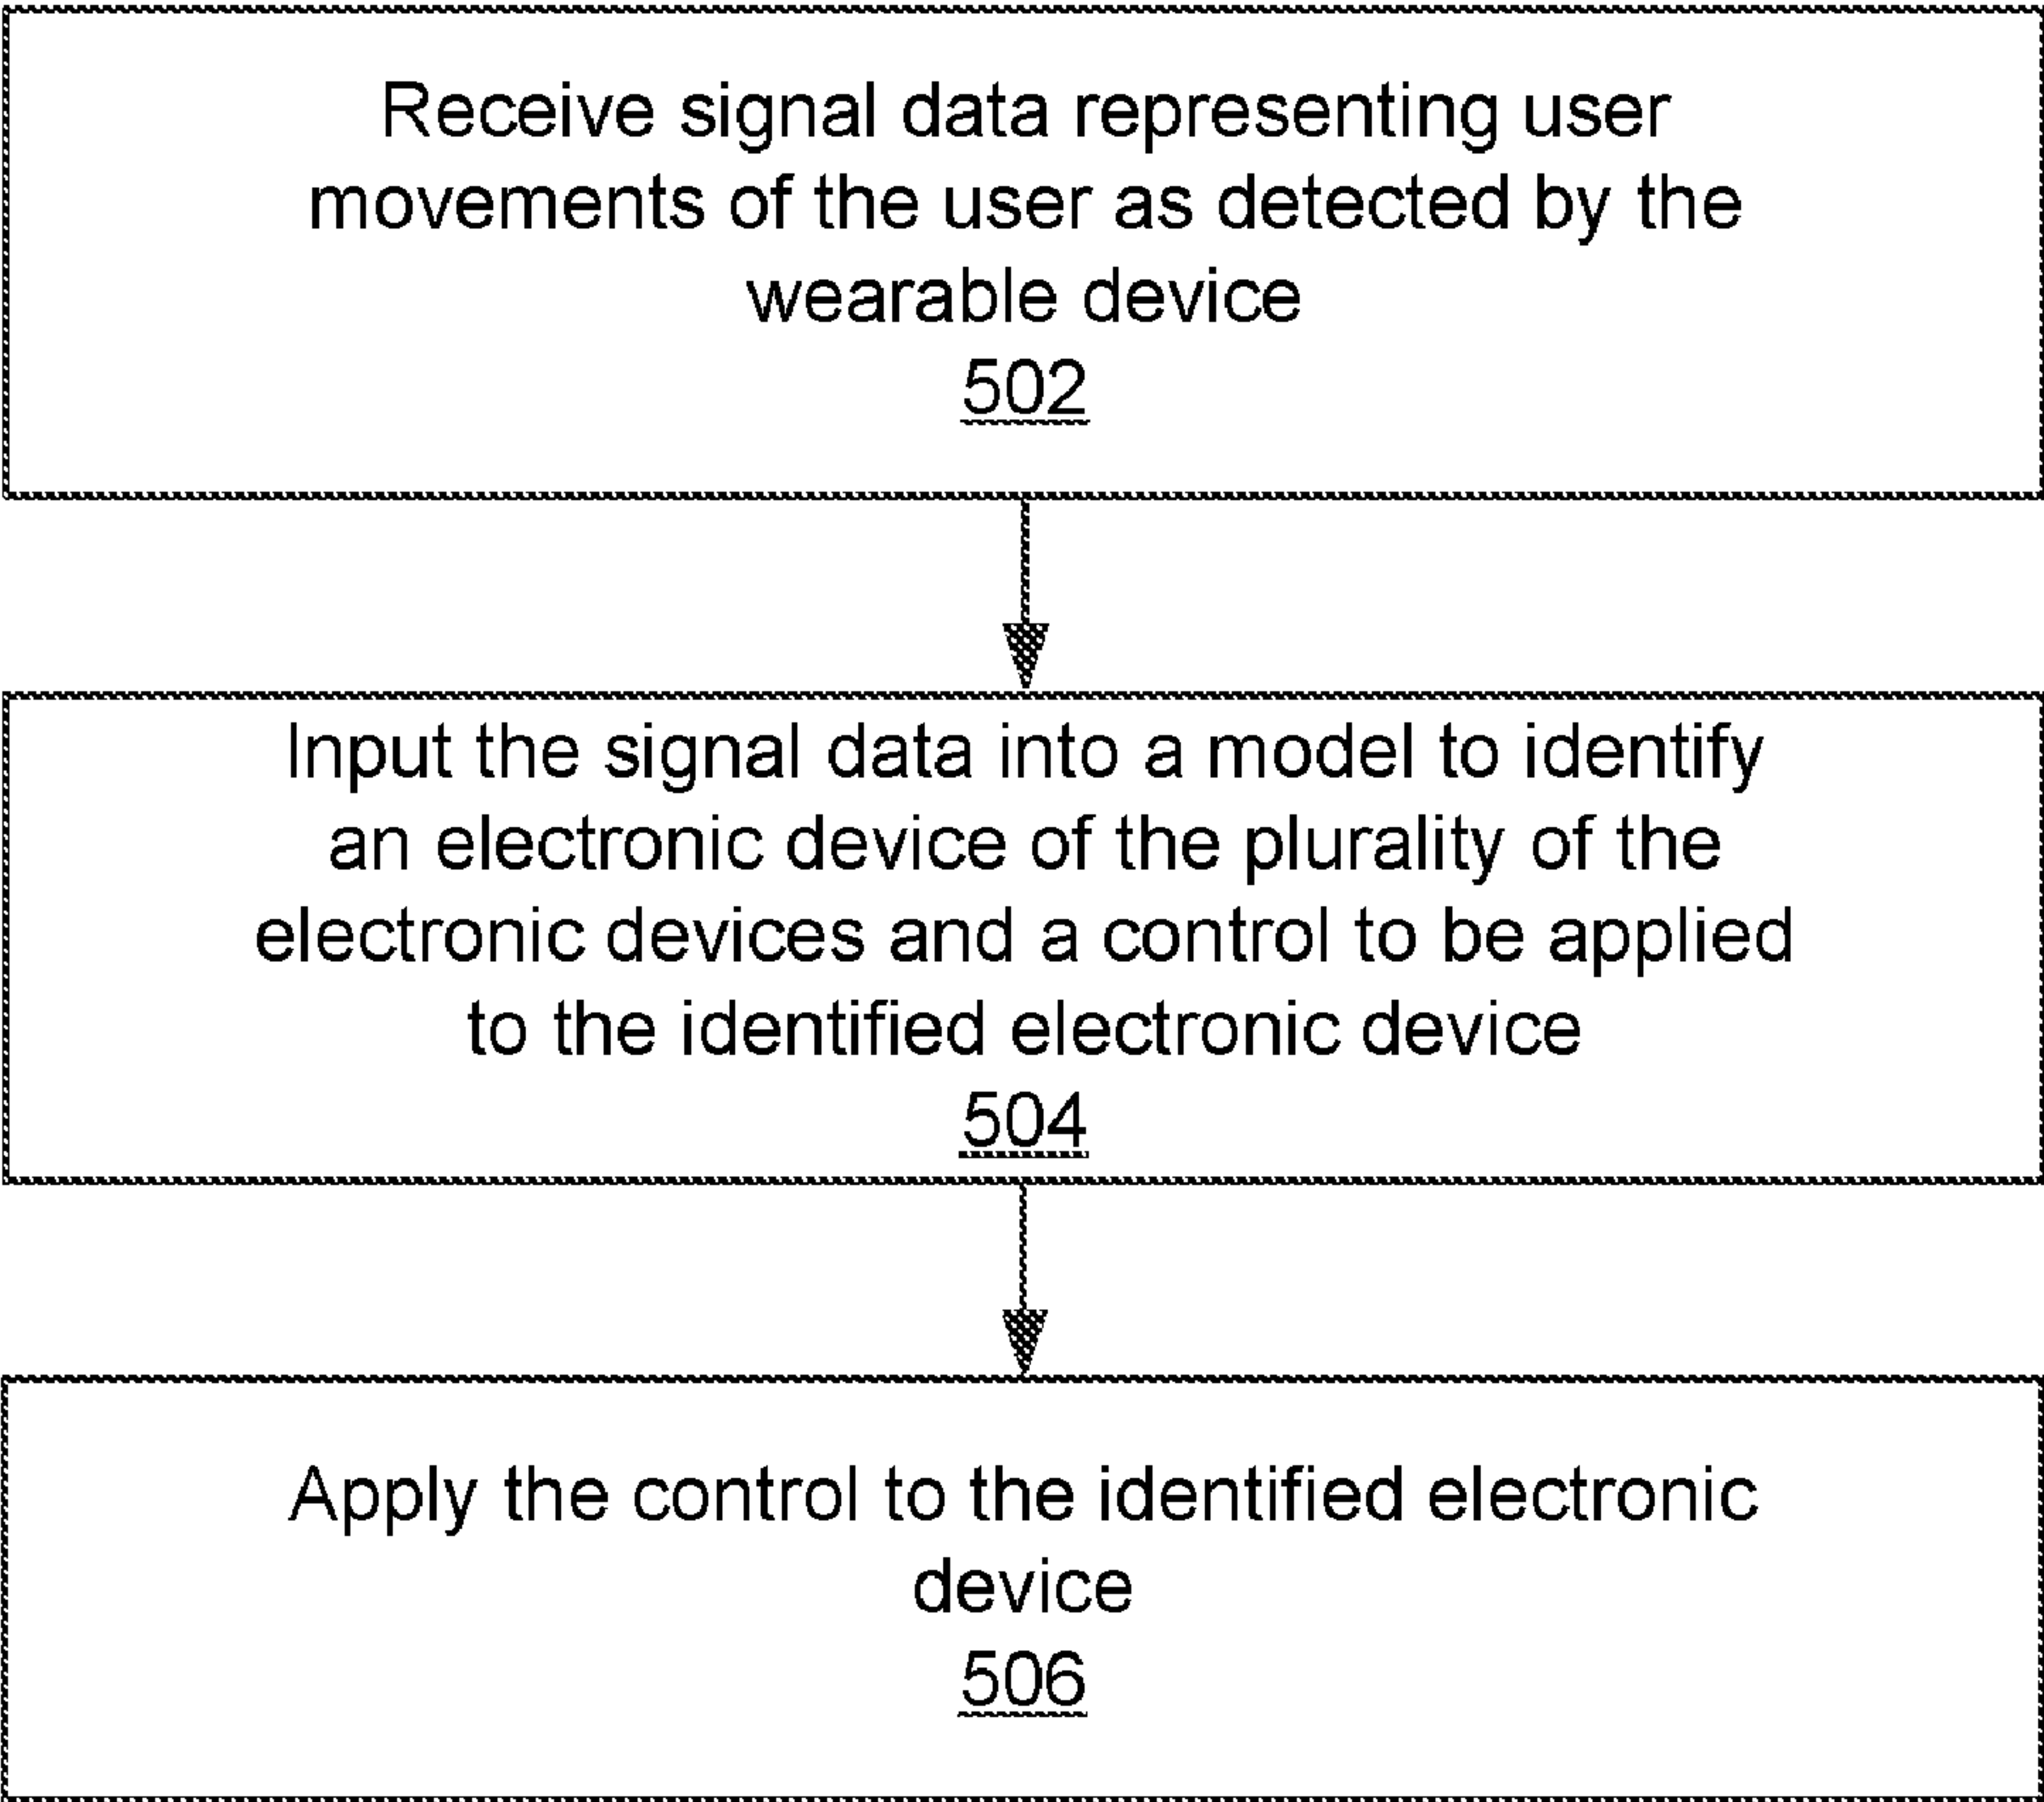 Receive signal data representing user
movements of the user as detected by the
wearable device
502
Input the signal data into a model to identify
an electronic device of the plurality of the
electronic devices and a control to be applied
to the identified electronic device
504
Apply the control to the identified electronic
device
506